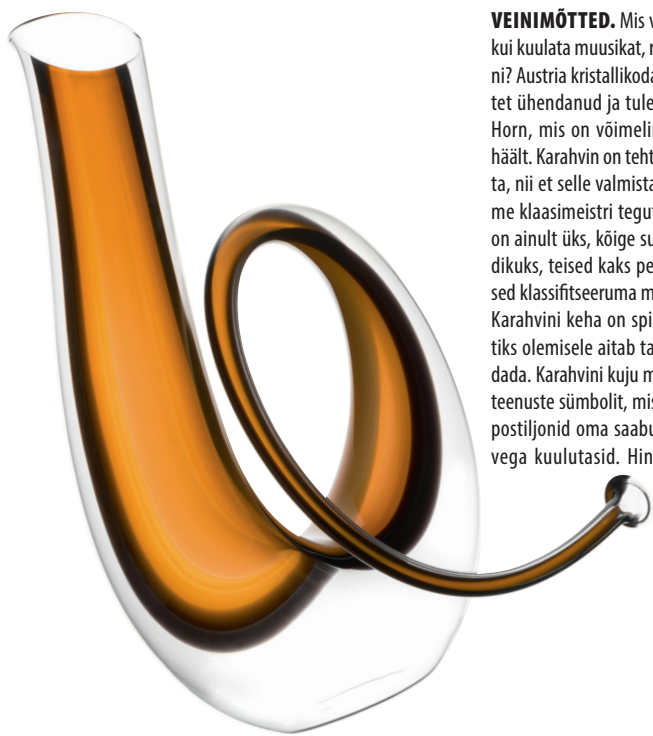 VEINIMÕTTED. Mis v
kui kuulata muusikat, 
ni? Austria kristallikoda
tet ühendanud ja tule
Horn, mis on võimeli
häält. Karahvin on teht
ta, nii et selle valmista
me klaasimeistri tegu
on ainult üks, kõige su
dikuks, teised kaks pe
sed klassifitseeruma m
Karahvini keha on spi
tiks olemisele aitab ta
dada. Karahvini kuju m
teenuste sümbolit, mis
postiljonid oma saabu
vega kuulutasid. Hin